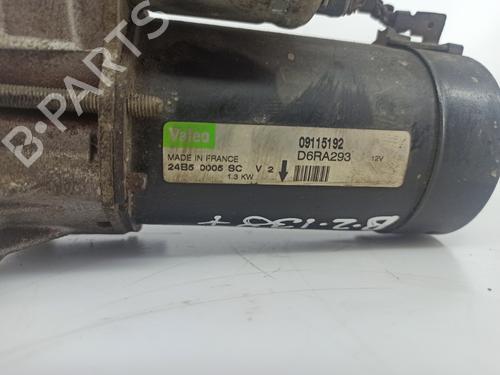 Valeo
09115192
MADE IN FRANCE
D6RA293 12V
24B5 0005 SC V 2
1.3 KW
B-PARTS